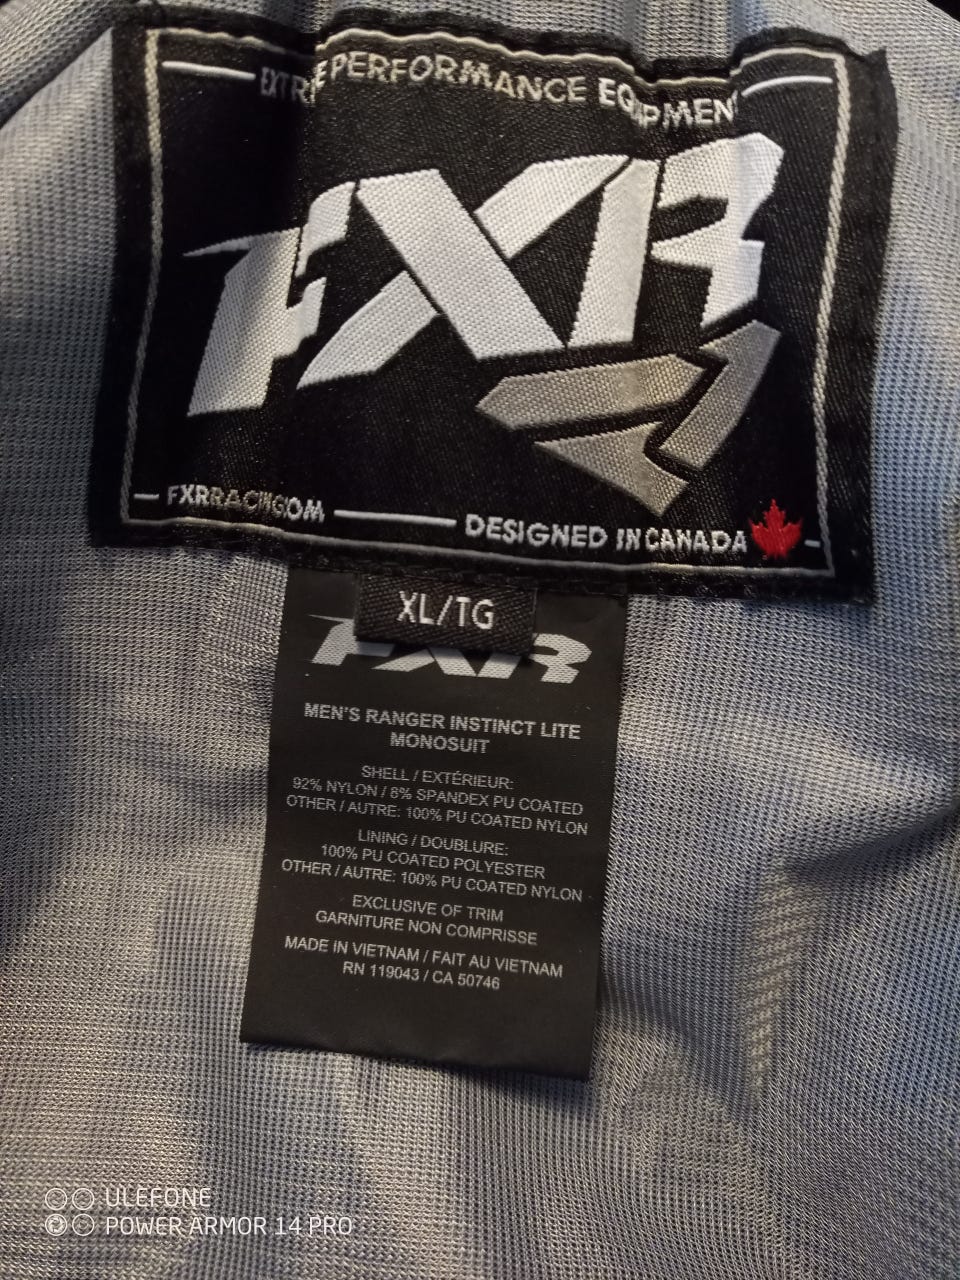 EXTREME PERFORMANCE EQUIPMENT
FXR
FXRRACING.COM
DESIGNED IN CANADA
XL/TG
FXR
MEN'S RANGER INSTINCT LITE
MONOSUIT
SHELL / EXTÉRIEUR:
92% NYLON / 8% SPANDEX PU COATED
OTHER / AUTRE: 100% PU COATED NYLON
LINING / DOUBLURE:
100% PU COATED POLYESTER
OTHER / AUTRE: 100% PU COATED NYLON
EXCLUSIVE OF TRIM
GARNITURE NON COMPRISSE
MADE IN VIETNAM / FAIT AU VIETNAM
RN 119043 / CA 50746
ULEFONE
POWER ARMOR 14 PRO